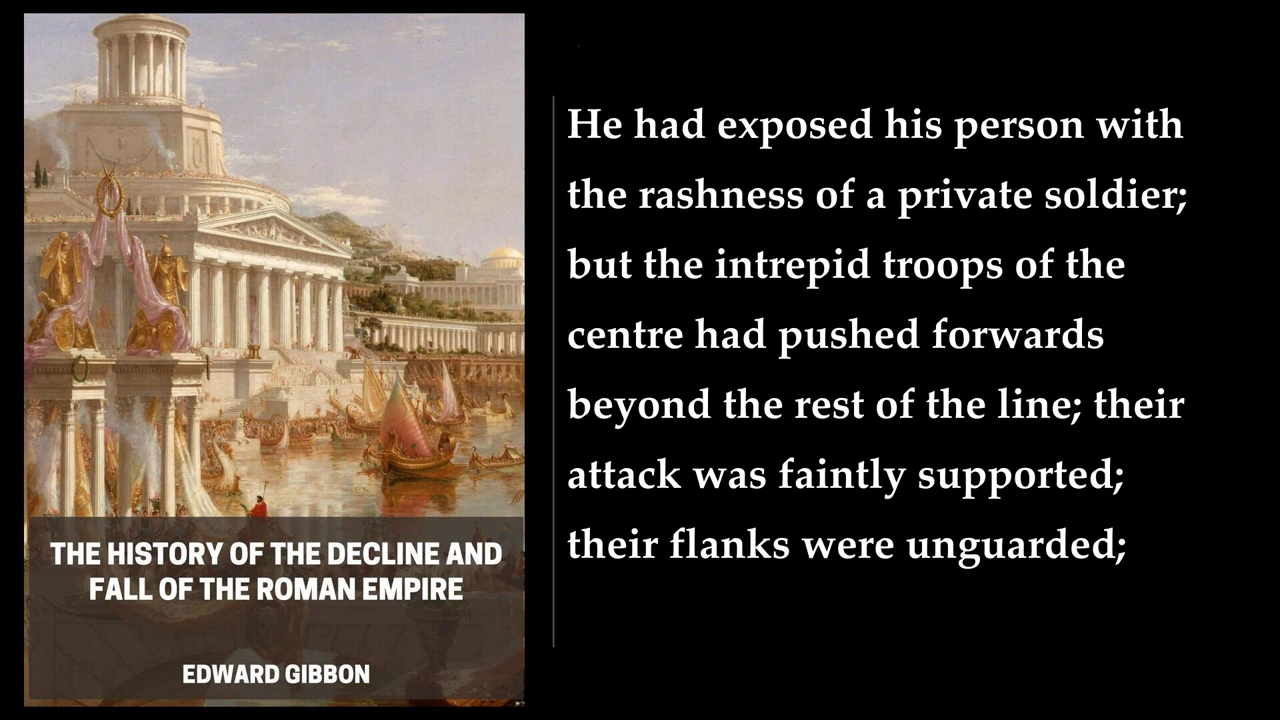 THE HISTORY OF THE DECLINE AND
FALL OF THE ROMAN EMPIRE
EDWARD GIBBON
He had exposed his person with
the rashness of a private soldier;
but the intrepid troops of the
centre had pushed forwards
beyond the rest of the line; their
attack was faintly supported;
their flanks were unguarded;